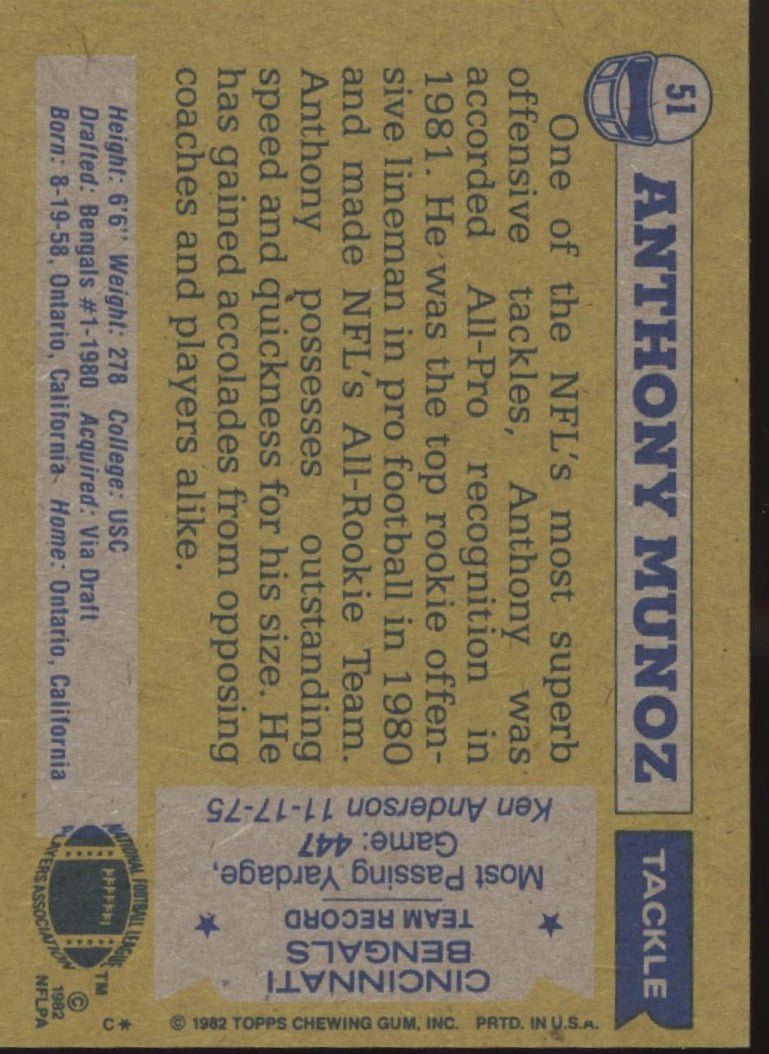 51
ANTHONY MUNOZ
TACKLE
One of the NFL's most superb
offensive tackles, Anthony was
accorded All-Pro recognition in
1981. He was the top rookie offen-
sive lineman in pro football in 1980
and made NFL's All-Rookie Team.
Anthony possesses outstanding
speed and quickness for his size. He
has gained accolades from opposing
coaches and players alike.
Height: 6'6" Weight: 278 College: USC
Drafted: Bengals #1-1980 Acquired: Via Draft
Born: 8-19-58, Ontario, California Home: Ontario, California
CINCINNATI
BENGALS
TEAM RECORD
Most Passing Yardage,
Game: 447
Ken Anderson 11-17-75
NATIONAL FOOTBALL LEAGUE
PLAYERS ASSOCIATION
TM
©
1982
NFLPA
C*
© 1982 TOPPS CHEWING GUM, INC. PRTD. IN U.S.A.